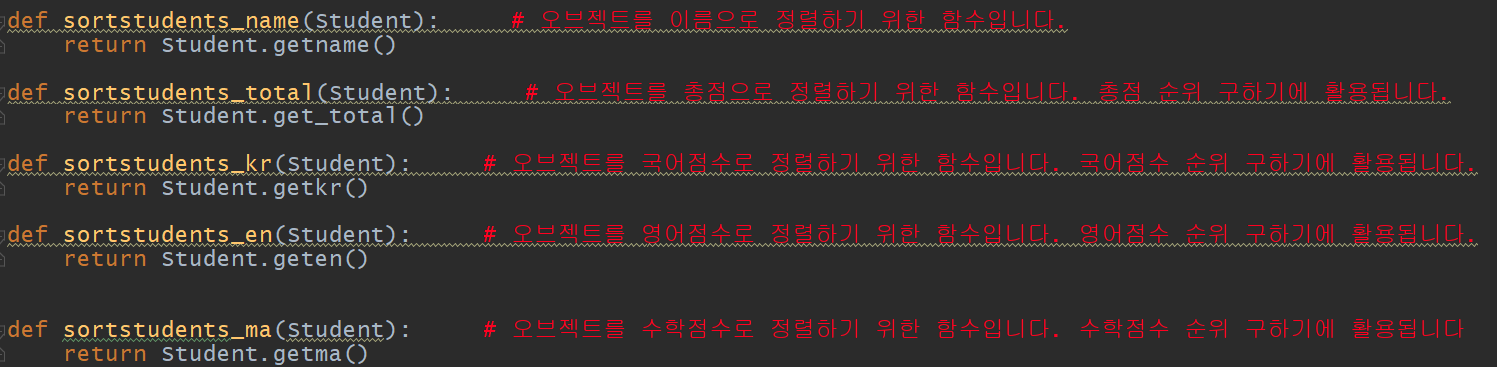 def sortstudents_name(Student):     # 오브젝트를 이름으로 정렬하기 위한 함수입니다.
    return Student.getname()
def sortstudents_total(Student):     # 오브젝트를 총점으로 정렬하기 위한 함수입니다. 총점 순위 구하기에 활용됩니다.
    return Student.get_total()
def sortstudents_kr(Student):     # 오브젝트를 국어점수로 정렬하기 위한 함수입니다. 국어점수 순위 구하기에 활용됩니다.
    return Student.getkr()
def sortstudents_en(Student):     # 오브젝트를 영어점수로 정렬하기 위한 함수입니다. 영어점수 순위 구하기에 활용됩니다.
    return Student.geten()
def sortstudents_ma(Student):     # 오브젝트를 수학점수로 정렬하기 위한 함수입니다. 수학점수 순위 구하기에 활용됩니다
    return Student.getma()